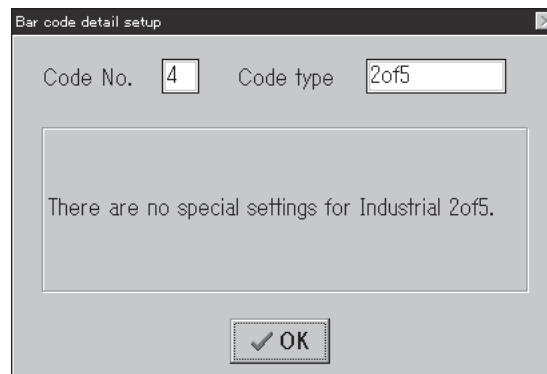 Bar code detail setup
Code No. 4 Code type 2of5
There are no special settings for Industrial 2of5.
OK